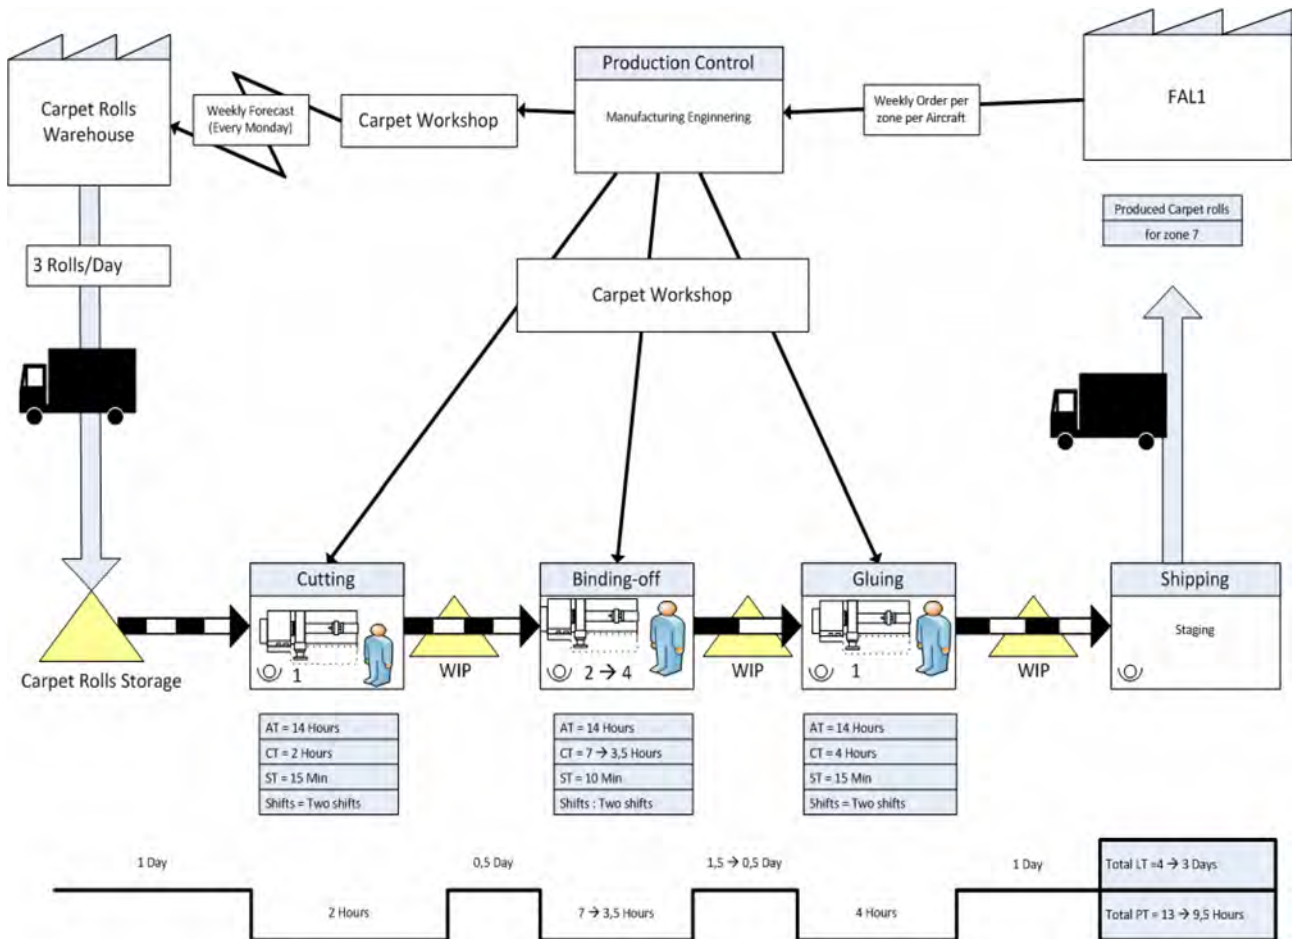 Carpet Rolls
Warehouse
Weekly Forecast
(Every Monday)
Carpet Workshop
Production Control
Manufacturing Enginnering
Weekly Order per
zone per Aircraft
FAL1
3 Rolls/Day
Produced Carpet rolls
for zone 7
Carpet Workshop
Carpet Rolls Storage
Cutting
1
WIP
Binding-off
2 → 4
WIP
Gluing
1
WIP
Shipping
Staging
AT = 14 Hours
CT = 2 Hours
ST = 15 Min
Shifts = Two shifts
AT = 14 Hours
CT = 7 → 3,5 Hours
ST = 10 Min
Shifts : Two shifts
AT = 14 Hours
CT = 4 Hours
ST = 15 Min
Shifts = Two shifts
1 Day
0,5 Day
1,5 → 0,5 Day
1 Day
Total LT =4 → 3 Days
2 Hours
7 → 3,5 Hours
4 Hours
Total PT = 13 → 9,5 Hours